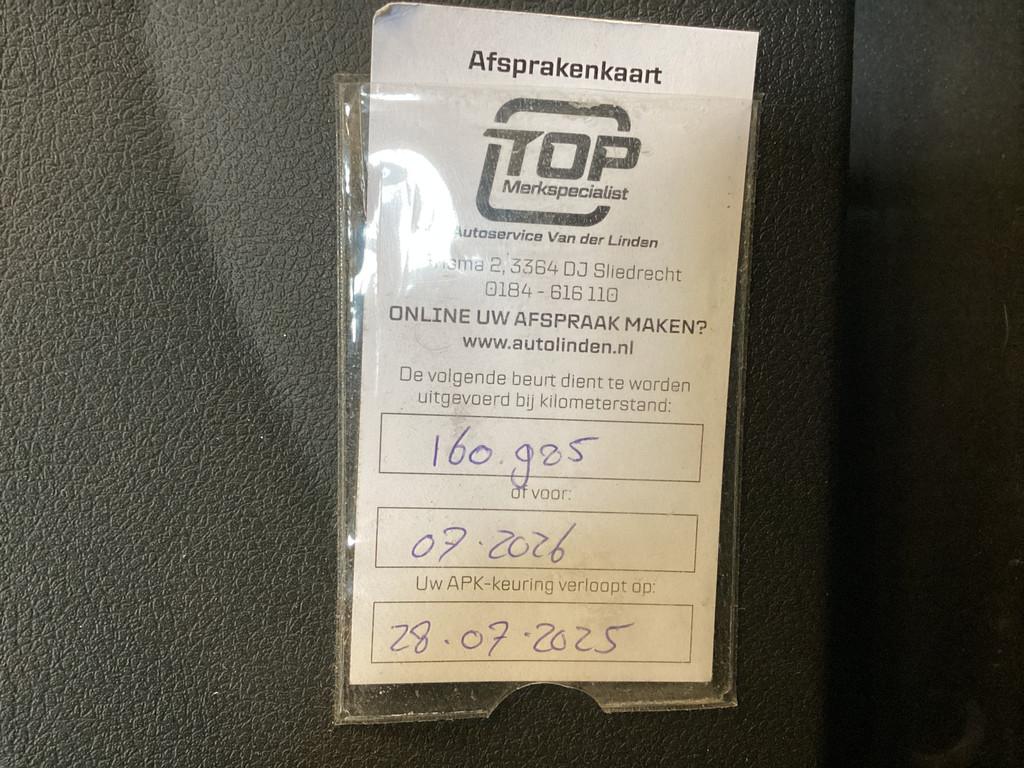 Afsprakenkaart
TOP
Merkspecialist
Autoservice Van der Linden
2, 3364 DJ Sliedrecht
0184 - 616 110
ONLINE UW AFSPRAAK MAKEN?
www.autolinden.nl
De volgende beurt dient te worden
uitgevoerd bij kilometerstand:
160.985
of voor:
07.2026
Uw APK-keuring verloopt op:
28.07.2025